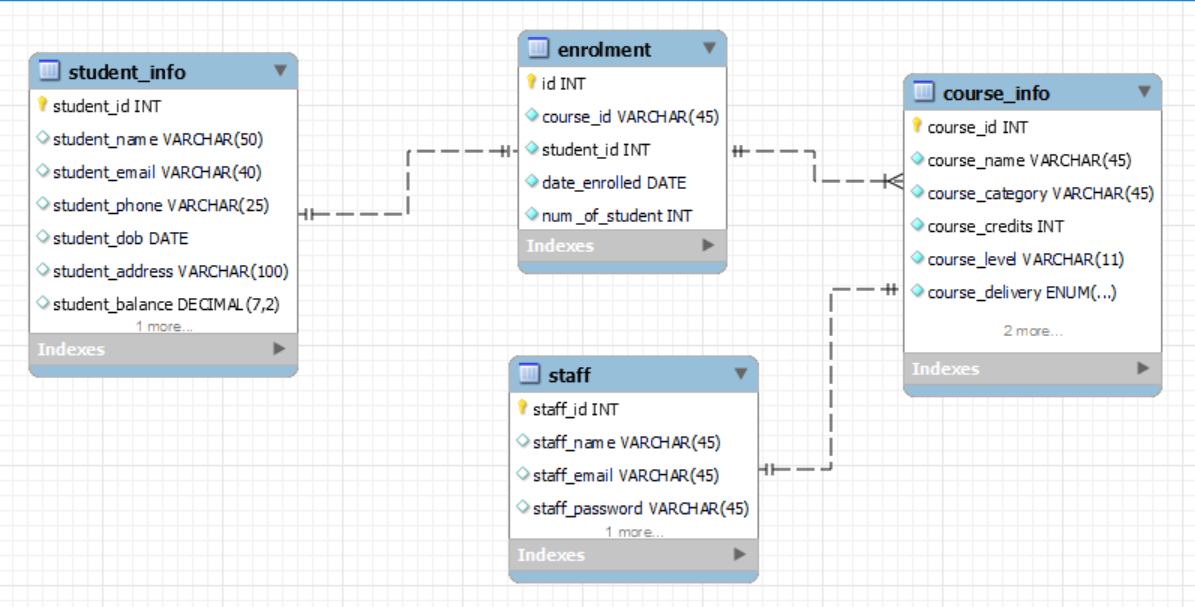 student_info
student_id INT
student_name VARCHAR(50)
student_email VARCHAR(40)
student_phone VARCHAR(25)
student_dob DATE
student_address VARCHAR(100)
student_balance DECIMAL(7,2)
1 more...
Indexes
enrolment
id INT
course_id VARCHAR(45)
student_id INT
date_enrolled DATE
num _of_student INT
Indexes
course_info
course_id INT
course_name VARCHAR(45)
course_category VARCHAR(45)
course_credits INT
course_level VARCHAR(11)
course_delivery ENUM(...)
2 more...
Indexes
staff
staff_id INT
staff_name VARCHAR(45)
staff_email VARCHAR(45)
staff_password VARCHAR(45)
1 more...
Indexes